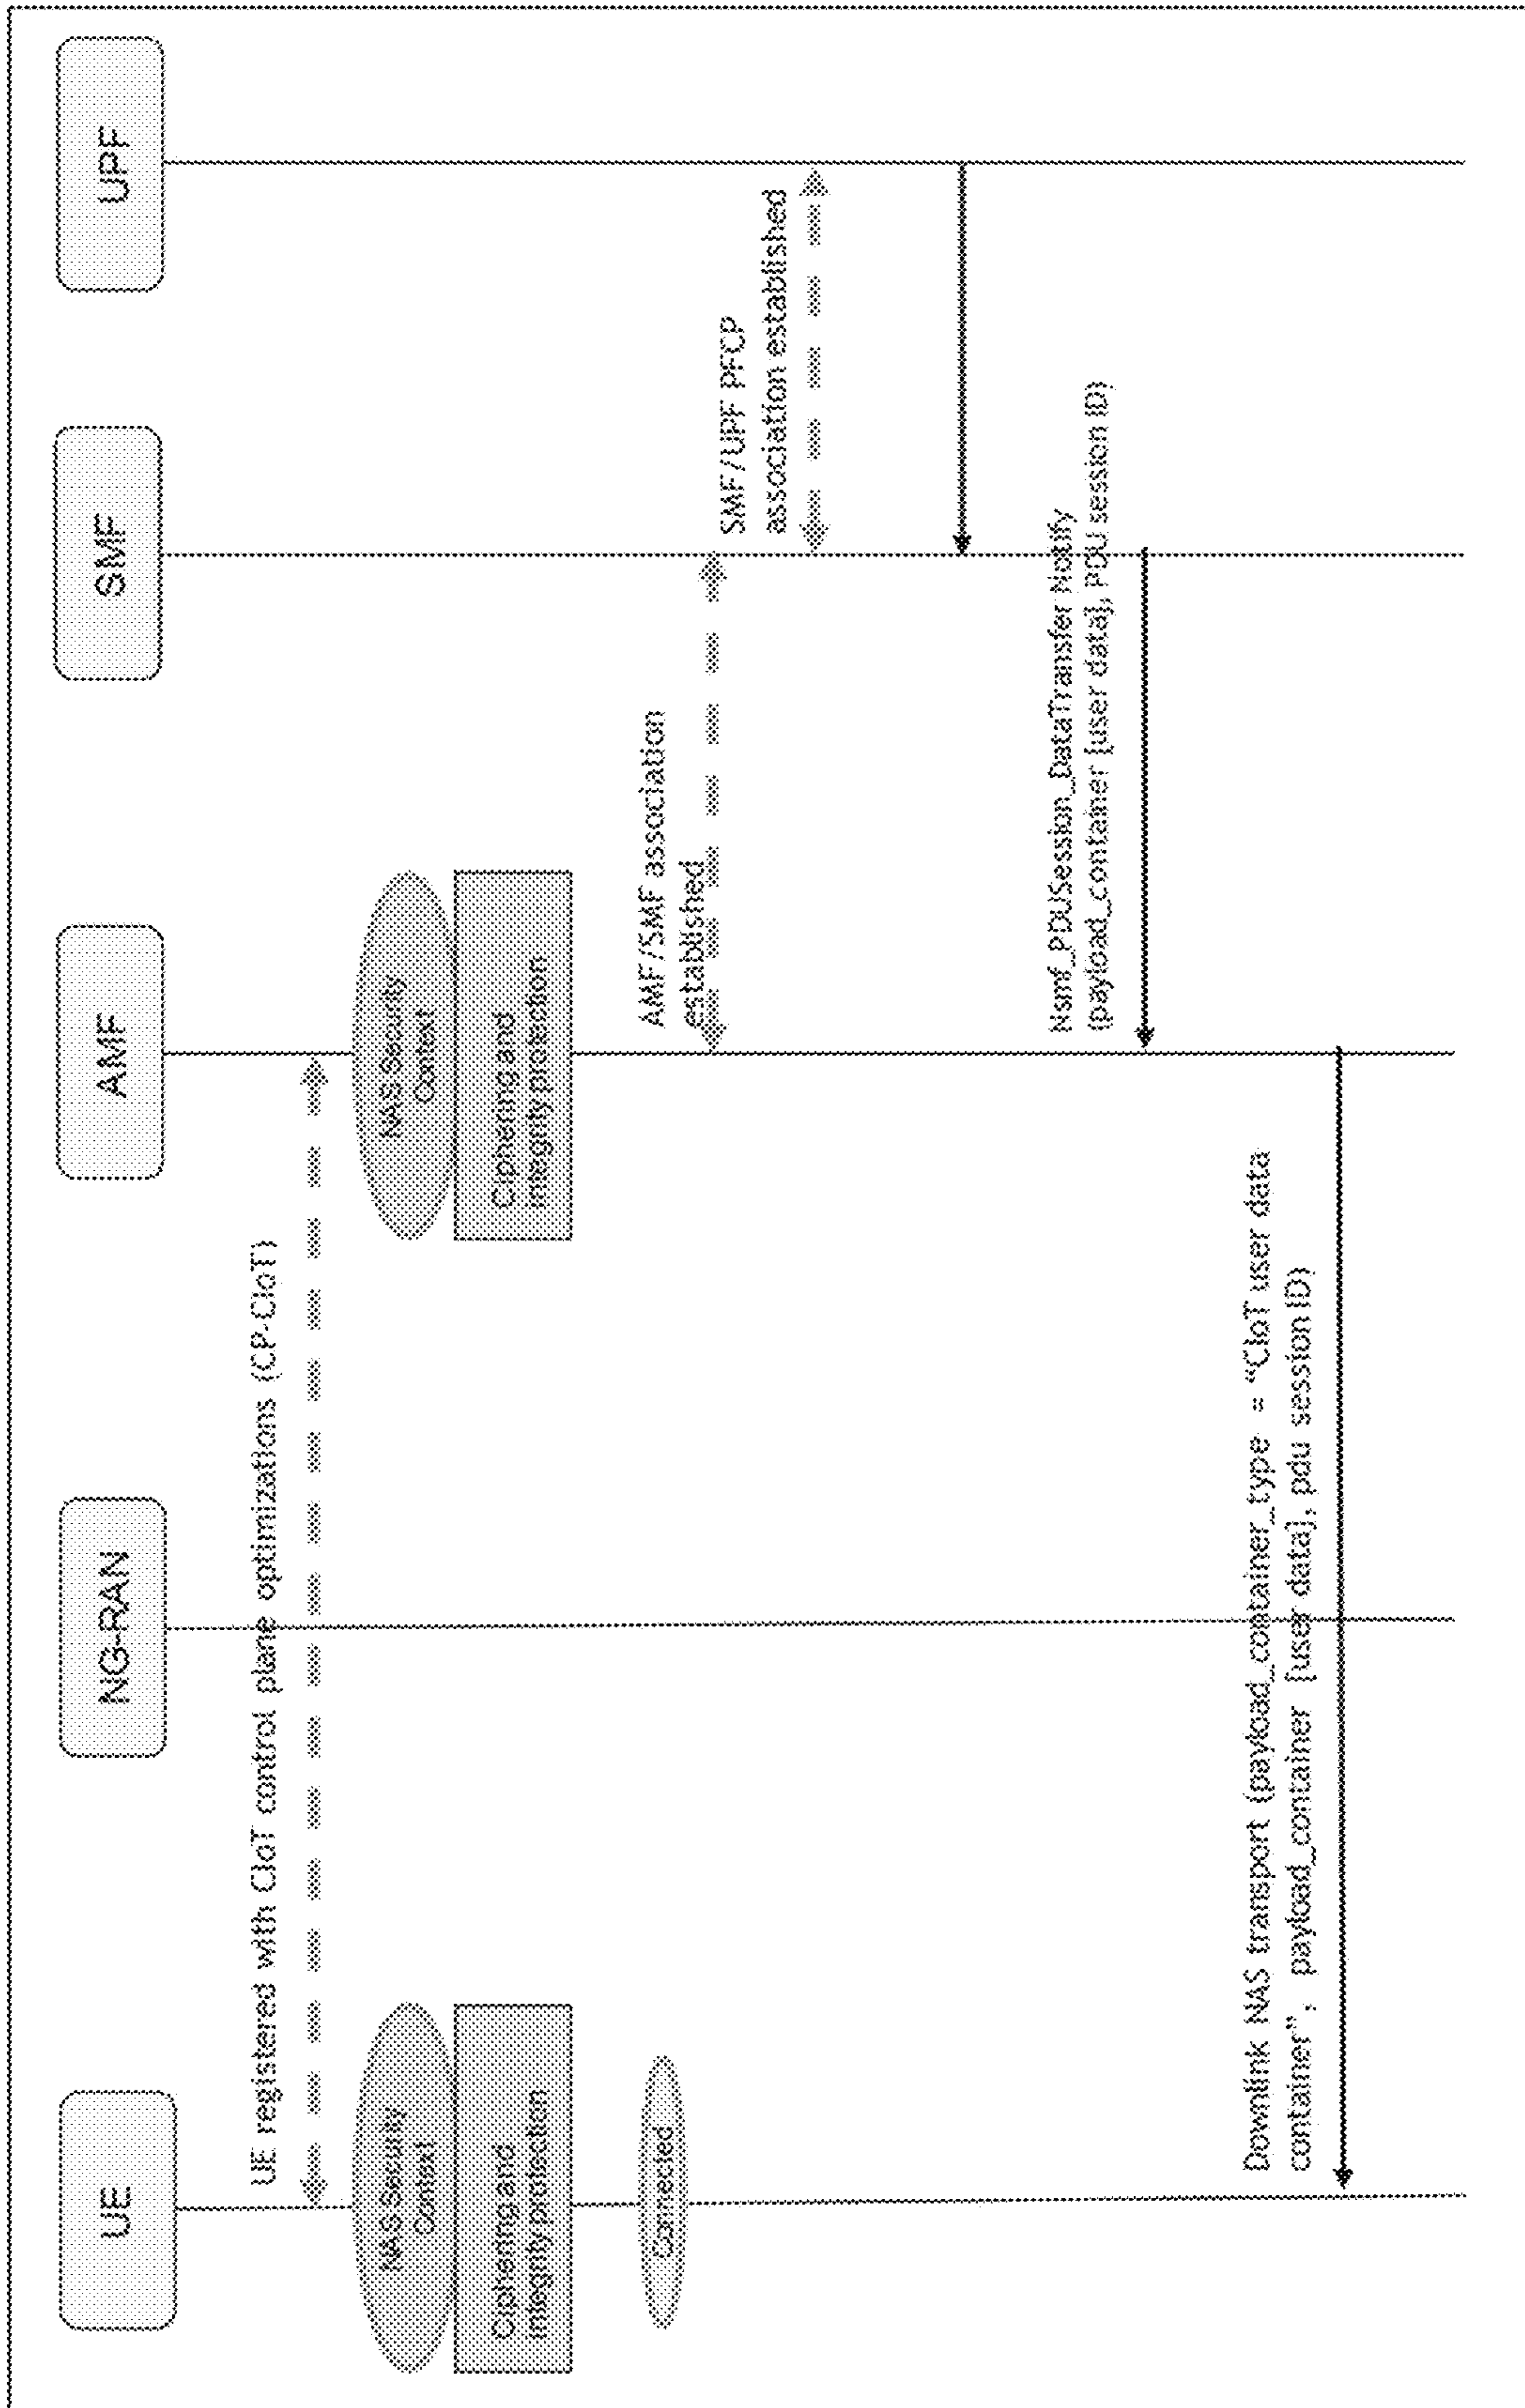 UE
NG-RAN
AMF
SMF
UPF
UE registered with CIoT control plane optimizations (CP-CIoT)
NAS Security
Context
Ciphering and
integrity protection
NAS Security
Context
Ciphering and
integrity protection
Connected
AMF/SMF association
established
SMF/UPF PFCP
association established
Nsmf_PDUSession_DataTransfer Notify
(payload_container [user data], PDU session ID)
Downlink NAS transport (payload_container_type = “CIoT user data
container”, payload_container [user data], pdu session ID)